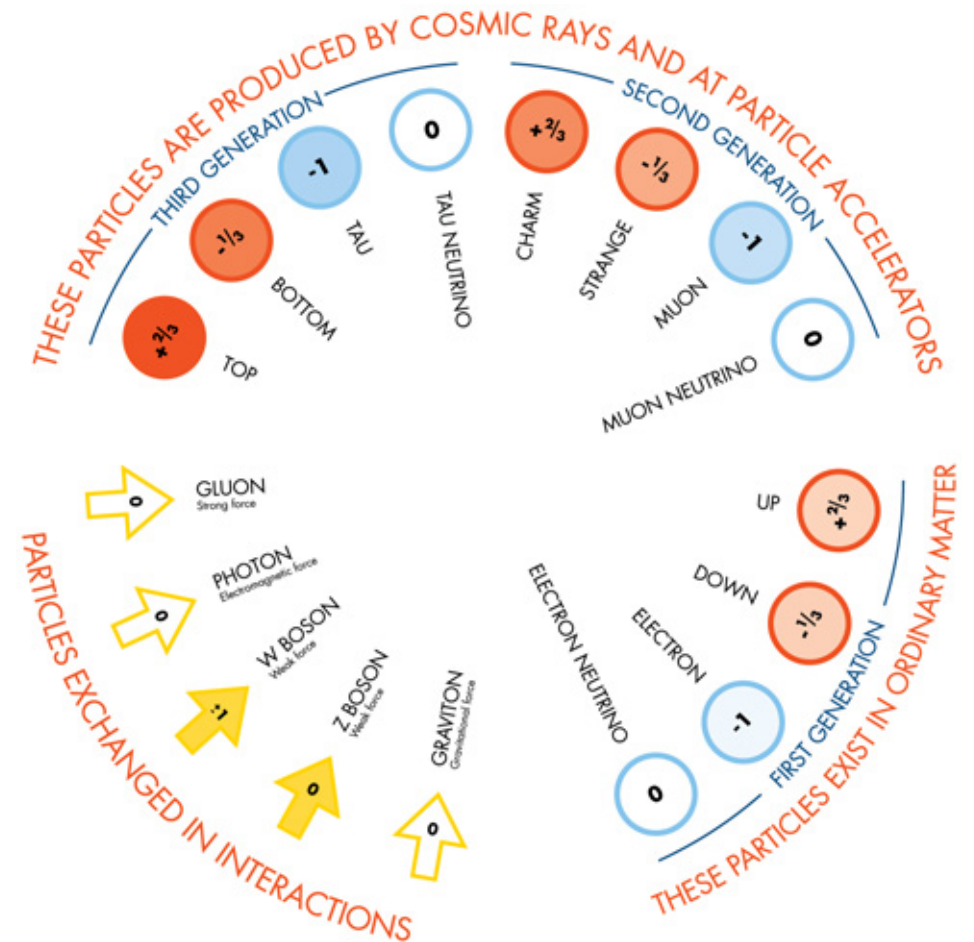 THESE PARTICLES ARE PRODUCED BY COSMIC RAYS AND AT PARTICLE ACCELERATORS
THIRD GENERATION
+2/3
TOP
-1/3
BOTTOM
-1
TAU
0
TAU NEUTRINO
SECOND GENERATION
+2/3
CHARM
-1/3
STRANGE
-1
MUON
0
MUON NEUTRINO
THESE PARTICLES EXIST IN ORDINARY MATTER
FIRST GENERATION
+2/3
UP
-1/3
DOWN
-1
ELECTRON
0
ELECTRON NEUTRINO
PARTICLES EXCHANGED IN INTERACTIONS
0
GLUON
Strong force
0
PHOTON
Electromagnetic force
±1
W BOSON
Weak force
0
Z BOSON
Weak force
0
GRAVITON
Gravitational force